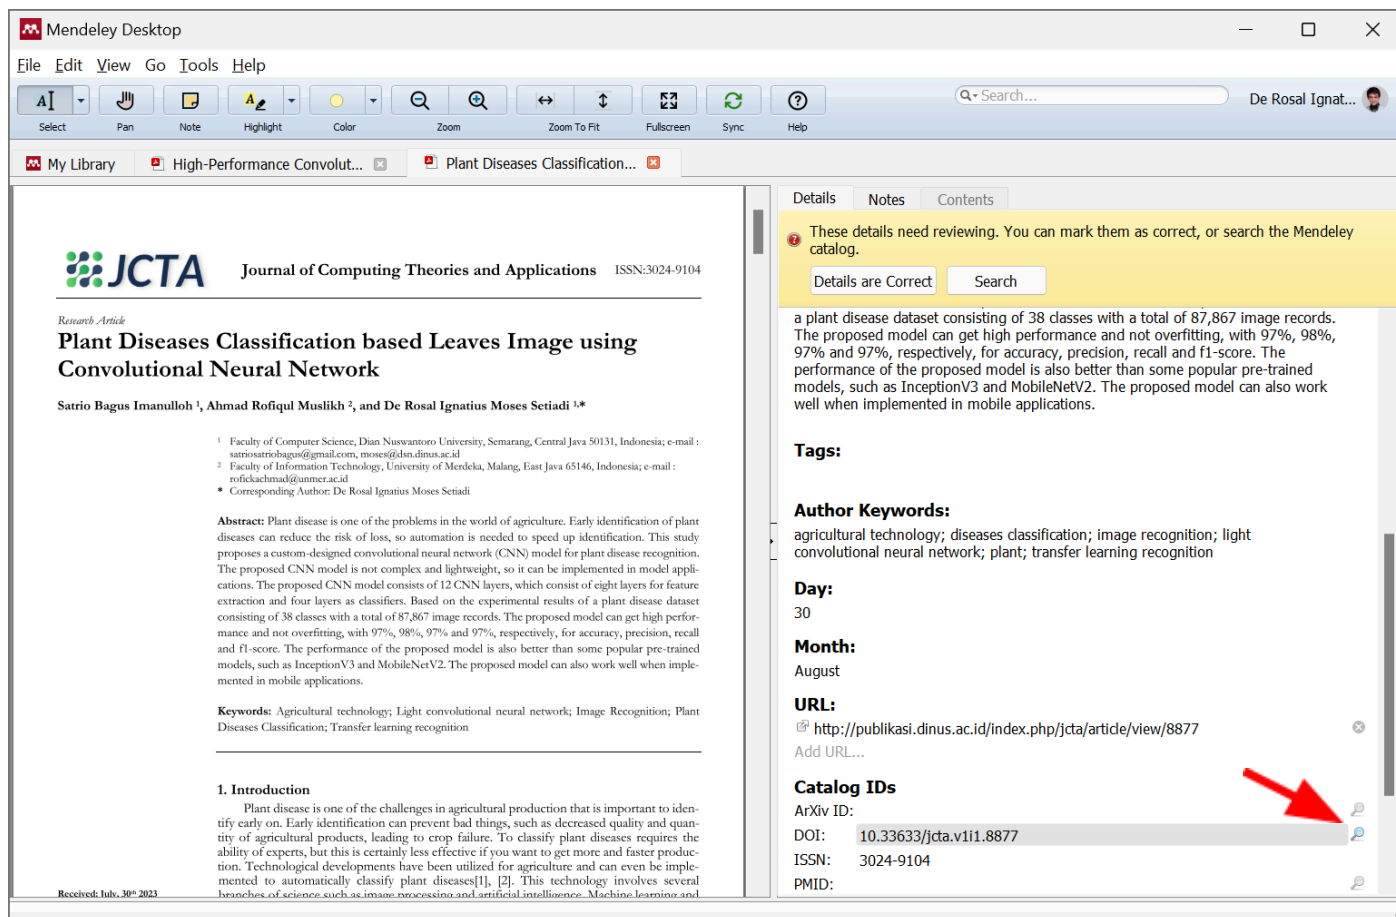 Mendeley Desktop
File Edit View Go Tools Help
Search...
De Rosal Ignat...
Select Pan Note Highlight Color Zoom Zoom To Fit Fullscreen Sync Help
My Library High-Performance Convolut... Plant Diseases Classification...
JCTA Journal of Computing Theories and Applications ISSN:3024-9104
Research Article
Plant Diseases Classification based Leaves Image using
Convolutional Neural Network
Satrio Bagus Imanulloh 1, Ahmad Rofiqul Muslikh 2, and De Rosal Ignatius Moses Setiadi 1,*
1 Faculty of Computer Science, Dian Nuswantoro University, Semarang, Central Java 50131, Indonesia; e-mail :
satriosatriobagus@gmail.com, moses@dsn.dinus.ac.id
2 Faculty of Information Technology, University of Merdeka, Malang, East Java 65146, Indonesia; e-mail :
rofickachmad@unmer.ac.id
* Corresponding Author: De Rosal Ignatius Moses Setiadi
Abstract: Plant disease is one of the problems in the world of agriculture. Early identification of plant
diseases can reduce the risk of loss, so automation is needed to speed up identification. This study
proposes a custom-designed convolutional neural network (CNN) model for plant disease recognition.
The proposed CNN model is not complex and lightweight, so it can be implemented in model appli-
cations. The proposed CNN model consists of 12 CNN layers, which consist of eight layers for feature
extraction and four layers as classifiers. Based on the experimental results of a plant disease dataset
consisting of 38 classes with a total of 87,867 image records. The proposed model can get high perfor-
mance and not overfitting, with 97%, 98%, 97% and 97%, respectively, for accuracy, precision, recall
and f1-score. The performance of the proposed model is also better than some popular pre-trained
models, such as InceptionV3 and MobileNetV2. The proposed model can also work well when imple-
mented in mobile applications.
Keywords: Agricultural technology; Light convolutional neural network; Image Recognition; Plant
Diseases Classification; Transfer learning recognition
1. Introduction
Plant disease is one of the challenges in agricultural production that is important to iden-
tify early on. Early identification can prevent bad things, such as decreased quality and quan-
tity of agricultural products, leading to crop failure. To classify plant diseases requires the
ability of experts, but this is certainly less effective if you want to get more and faster produc-
tion. Technological developments have been utilized for agriculture and can even be imple-
mented to automatically classify plant diseases[1], [2]. This technology involves several
Received: July, 30th 2023
branches of science such as image processing and artificial intelligence. Machine learning and
Details Notes Contents
These details need reviewing. You can mark them as correct, or search the Mendeley
catalog.
Details are Correct Search
a plant disease dataset consisting of 38 classes with a total of 87,867 image records.
The proposed model can get high performance and not overfitting, with 97%, 98%,
97% and 97%, respectively, for accuracy, precision, recall and f1-score. The
performance of the proposed model is also better than some popular pre-trained
models, such as InceptionV3 and MobileNetV2. The proposed model can also work
well when implemented in mobile applications.
Tags:
Author Keywords:
agricultural technology; diseases classification; image recognition; light
convolutional neural network; plant; transfer learning recognition
Day:
30
Month:
August
URL:
http://publikasi.dinus.ac.id/index.php/jcta/article/view/8877
Add URL...
Catalog IDs
ArXiv ID:
DOI: 10.33633/jcta.v1i1.8877
ISSN: 3024-9104
PMID: